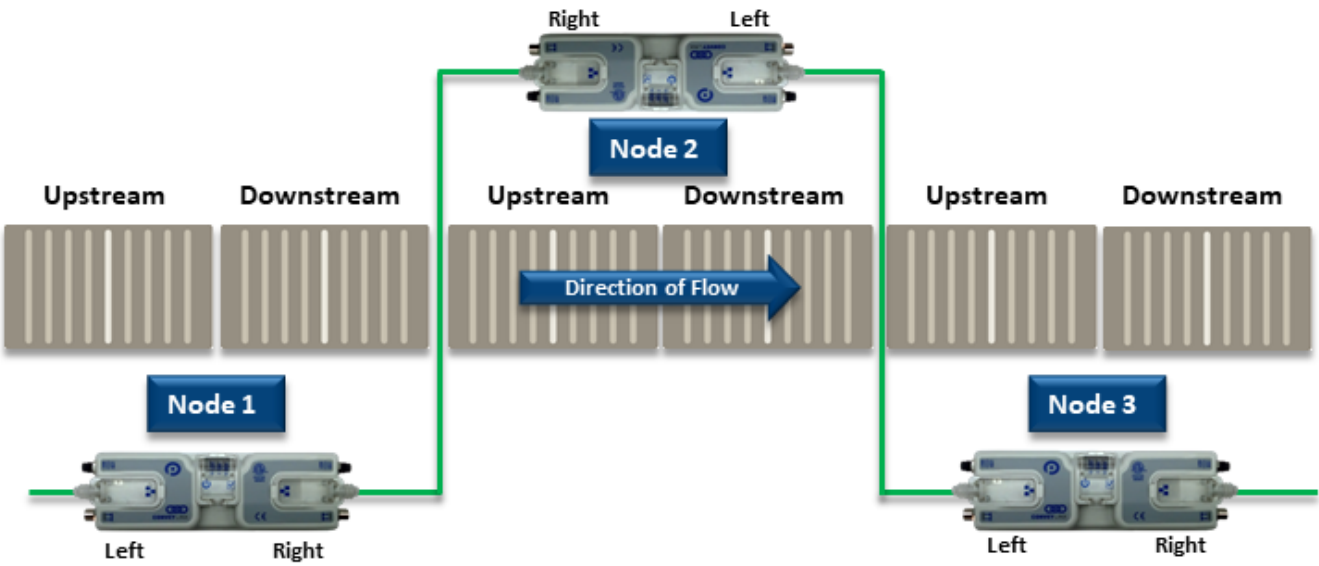 Right Left
Node 2
Upstream Downstream Upstream Downstream Upstream Downstream
Direction of Flow
Node 1 Node 3
Left Right Left Right